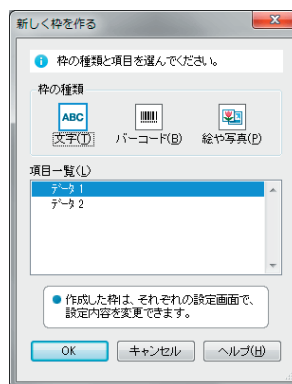 新しく枠を作る
枠の種類と項目を選んでください。
枠の種類
ABC
文字(T) バーコード(B) 絵や写真(P)
項目一覧(L)
データ 1
データ 2
作成した枠は、それぞれの設定画面で、
設定内容を変更できます。
OK キャンセル ヘルプ(H)